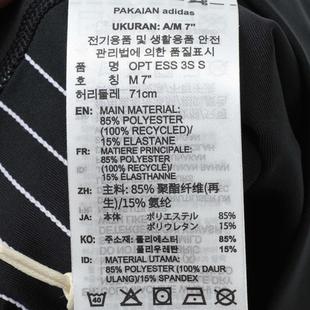 PAKAIAN adidas
UKURAN: A/M 7"
전기용품 및 생활용품 안전
관리법에 의한 품질표시
품 명 OPT ESS 3S S
호 칭 M 7"
허리둘레 71cm
EN: MAIN MATERIAL:
85% POLYESTER
(100% RECYCLED)/
15% ELASTANE
FR: MATIERE PRINCIPALE:
85% POLYESTER
(100% RECYCLE)/
15% ELASTHANNE
ZH: 主料: 85% 聚酯纤维(再
生)/15% 氨纶
JA: 本体 ポリエステル 85%
ポリウレタン 15%
KO: 주소재: 폴리에스터 85%
폴리우레탄 15%
ID: MATERIAL UTAMA:
85% POLYESTER (100% DAUR
ULANG)/15% SPANDEX
40